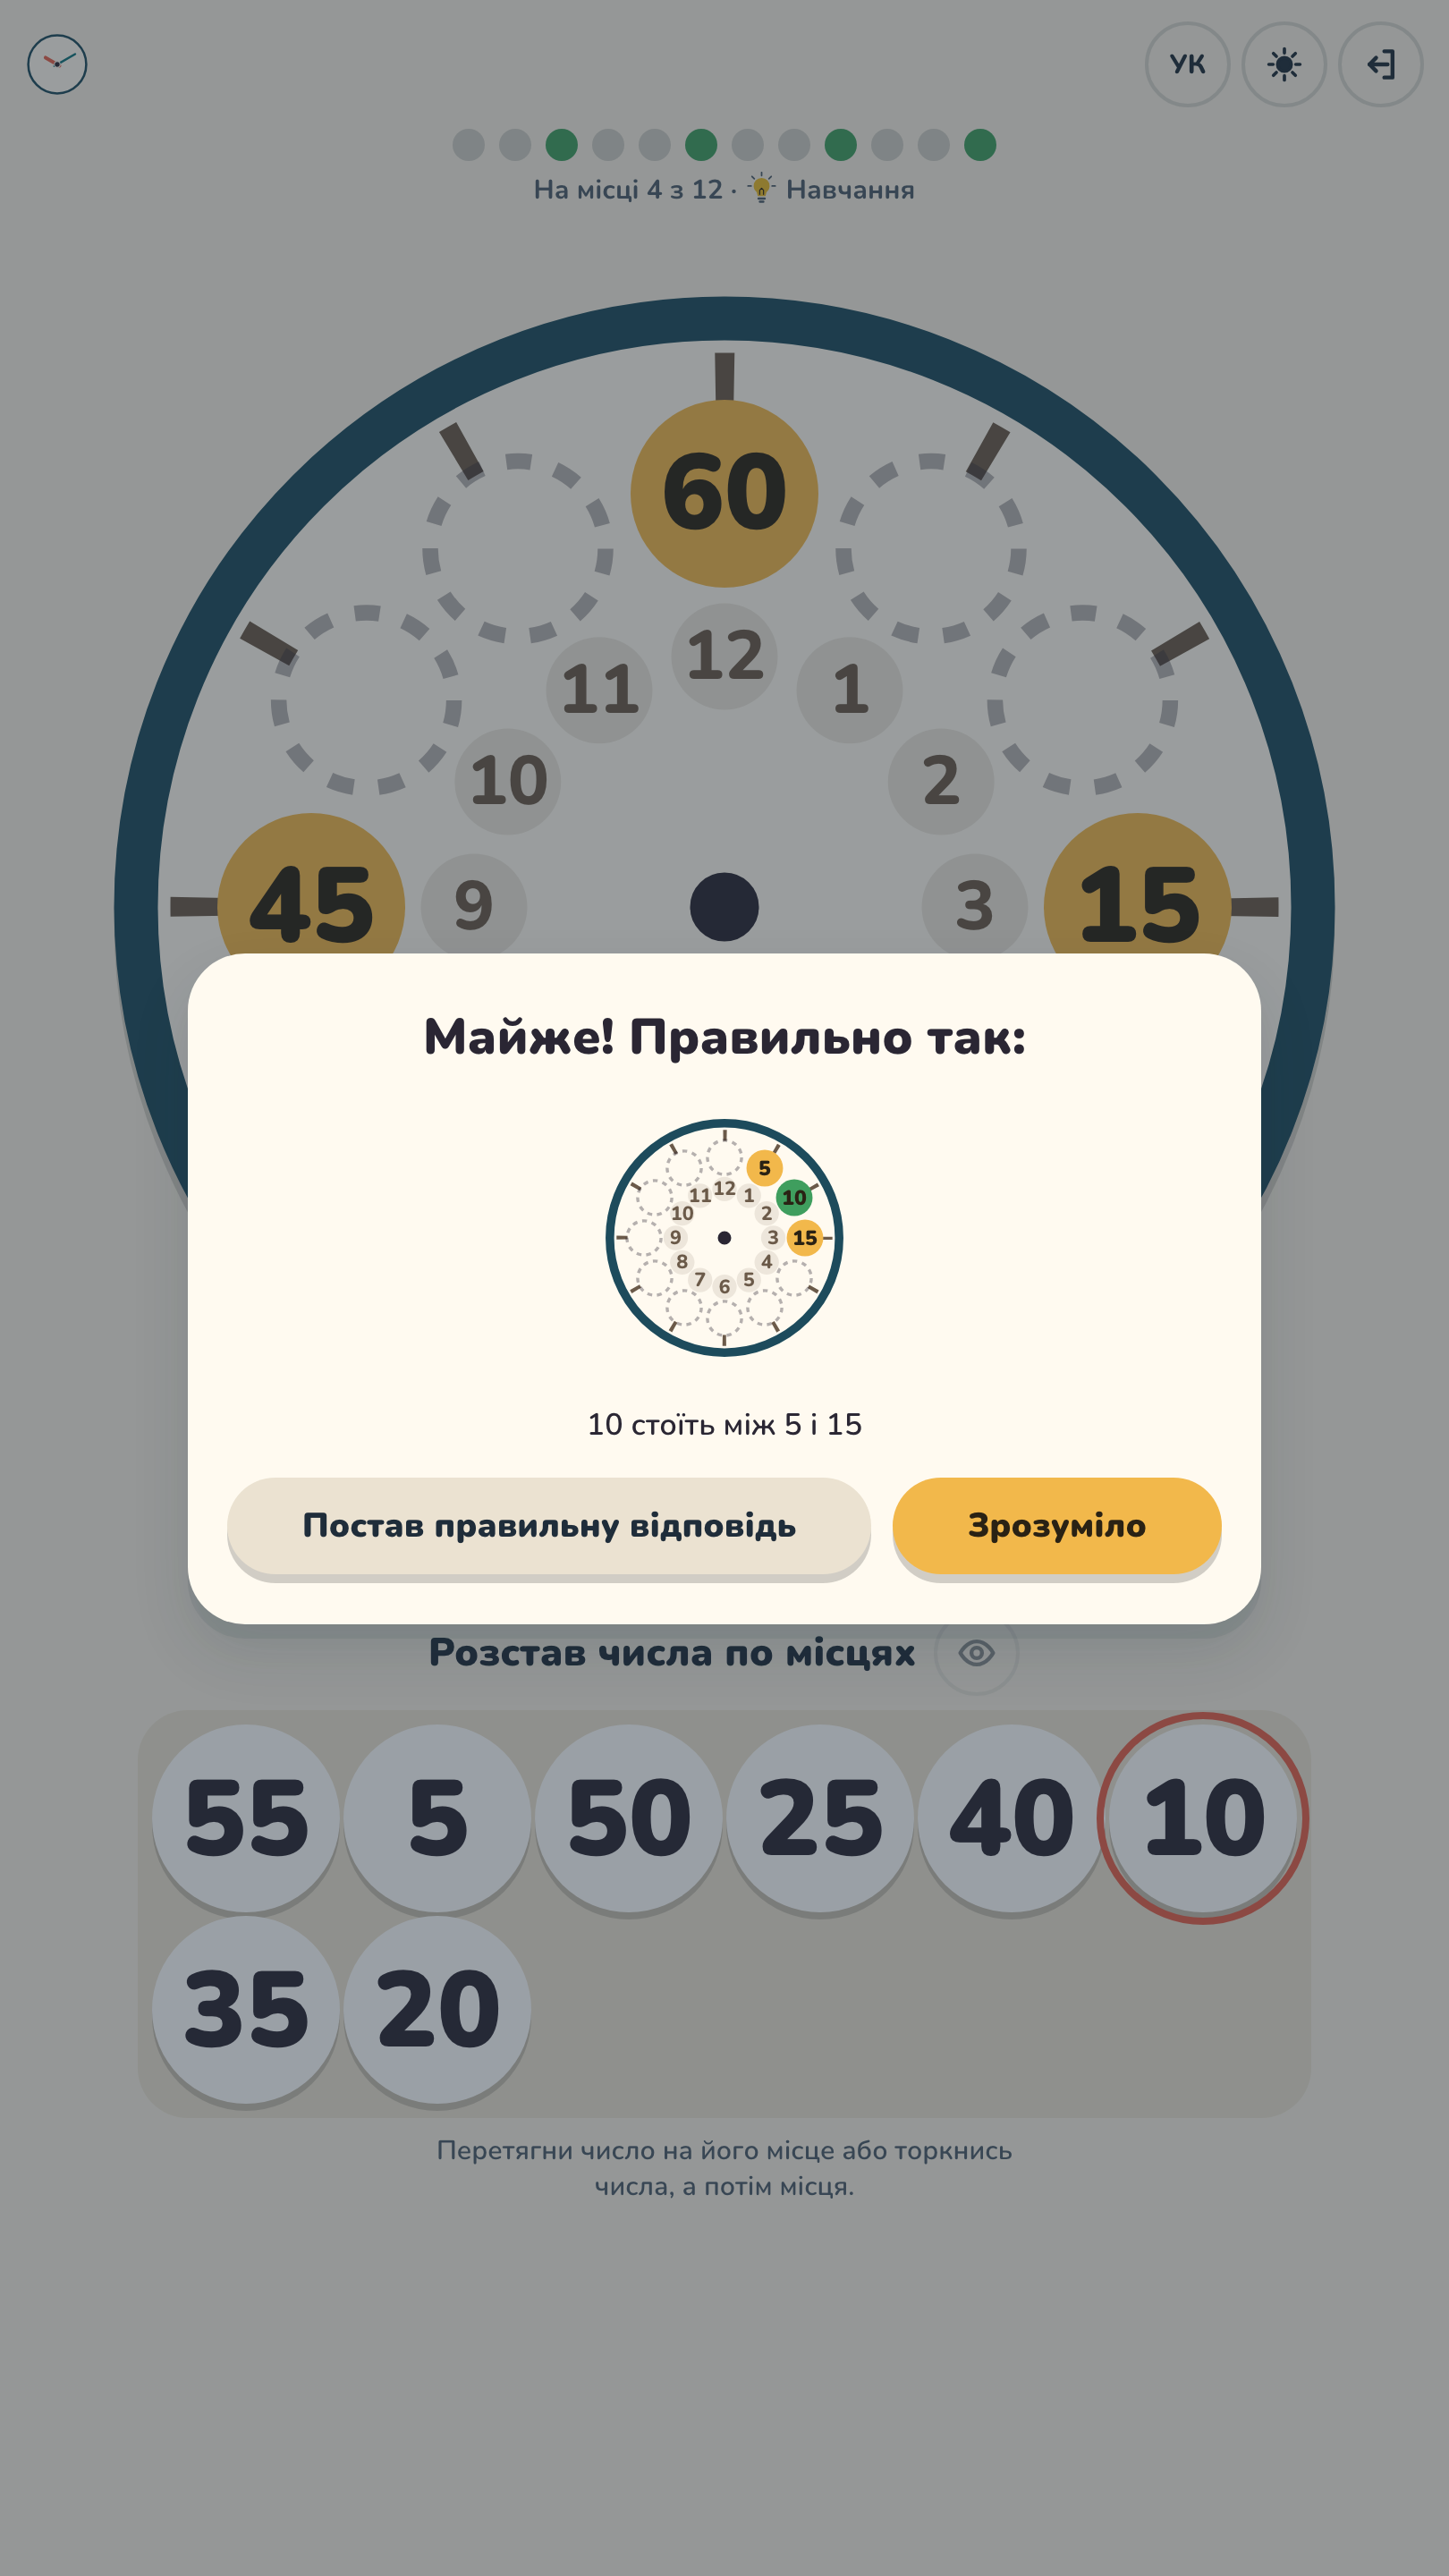 УК
На місці 4 з 12 · Навчання
60
12
11
1
10
2
45
9
3
15
Майже! Правильно так:
5
12
11
1
10
10
2
9
3
15
8
4
7
5
6
10 стоїть між 5 і 15
Постав правильну відповідь
Зрозуміло
Розстав числа по місцях
55 5 50 25 40 10
35 20
Перетягни число на його місце або торкнись
числа, а потім місця.